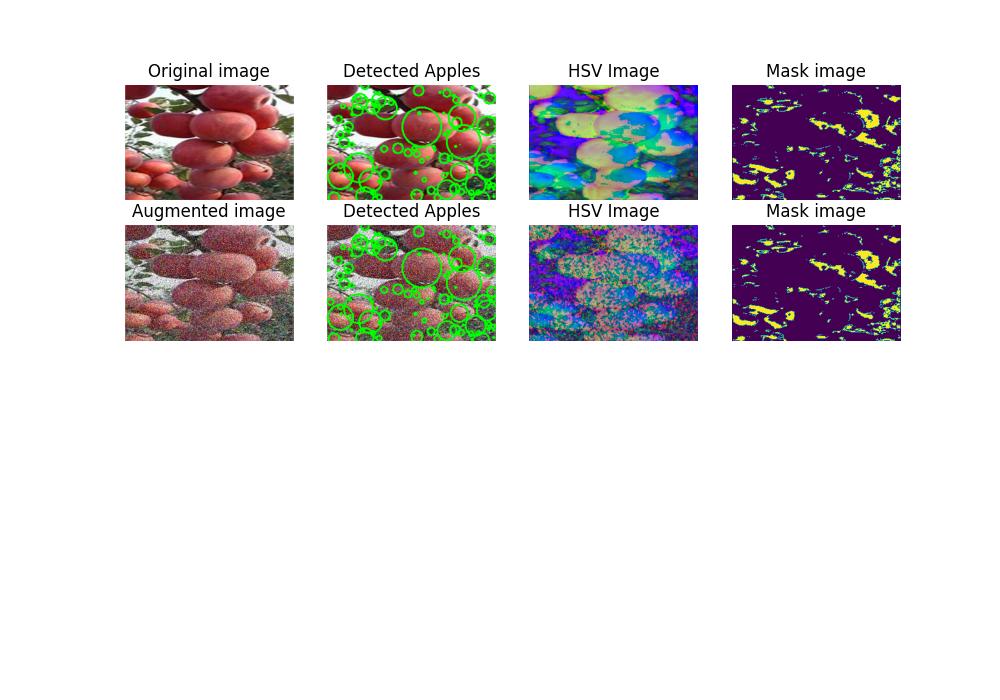 Original image
Detected Apples
HSV Image
Mask image
Augmented image
Detected Apples
HSV Image
Mask image